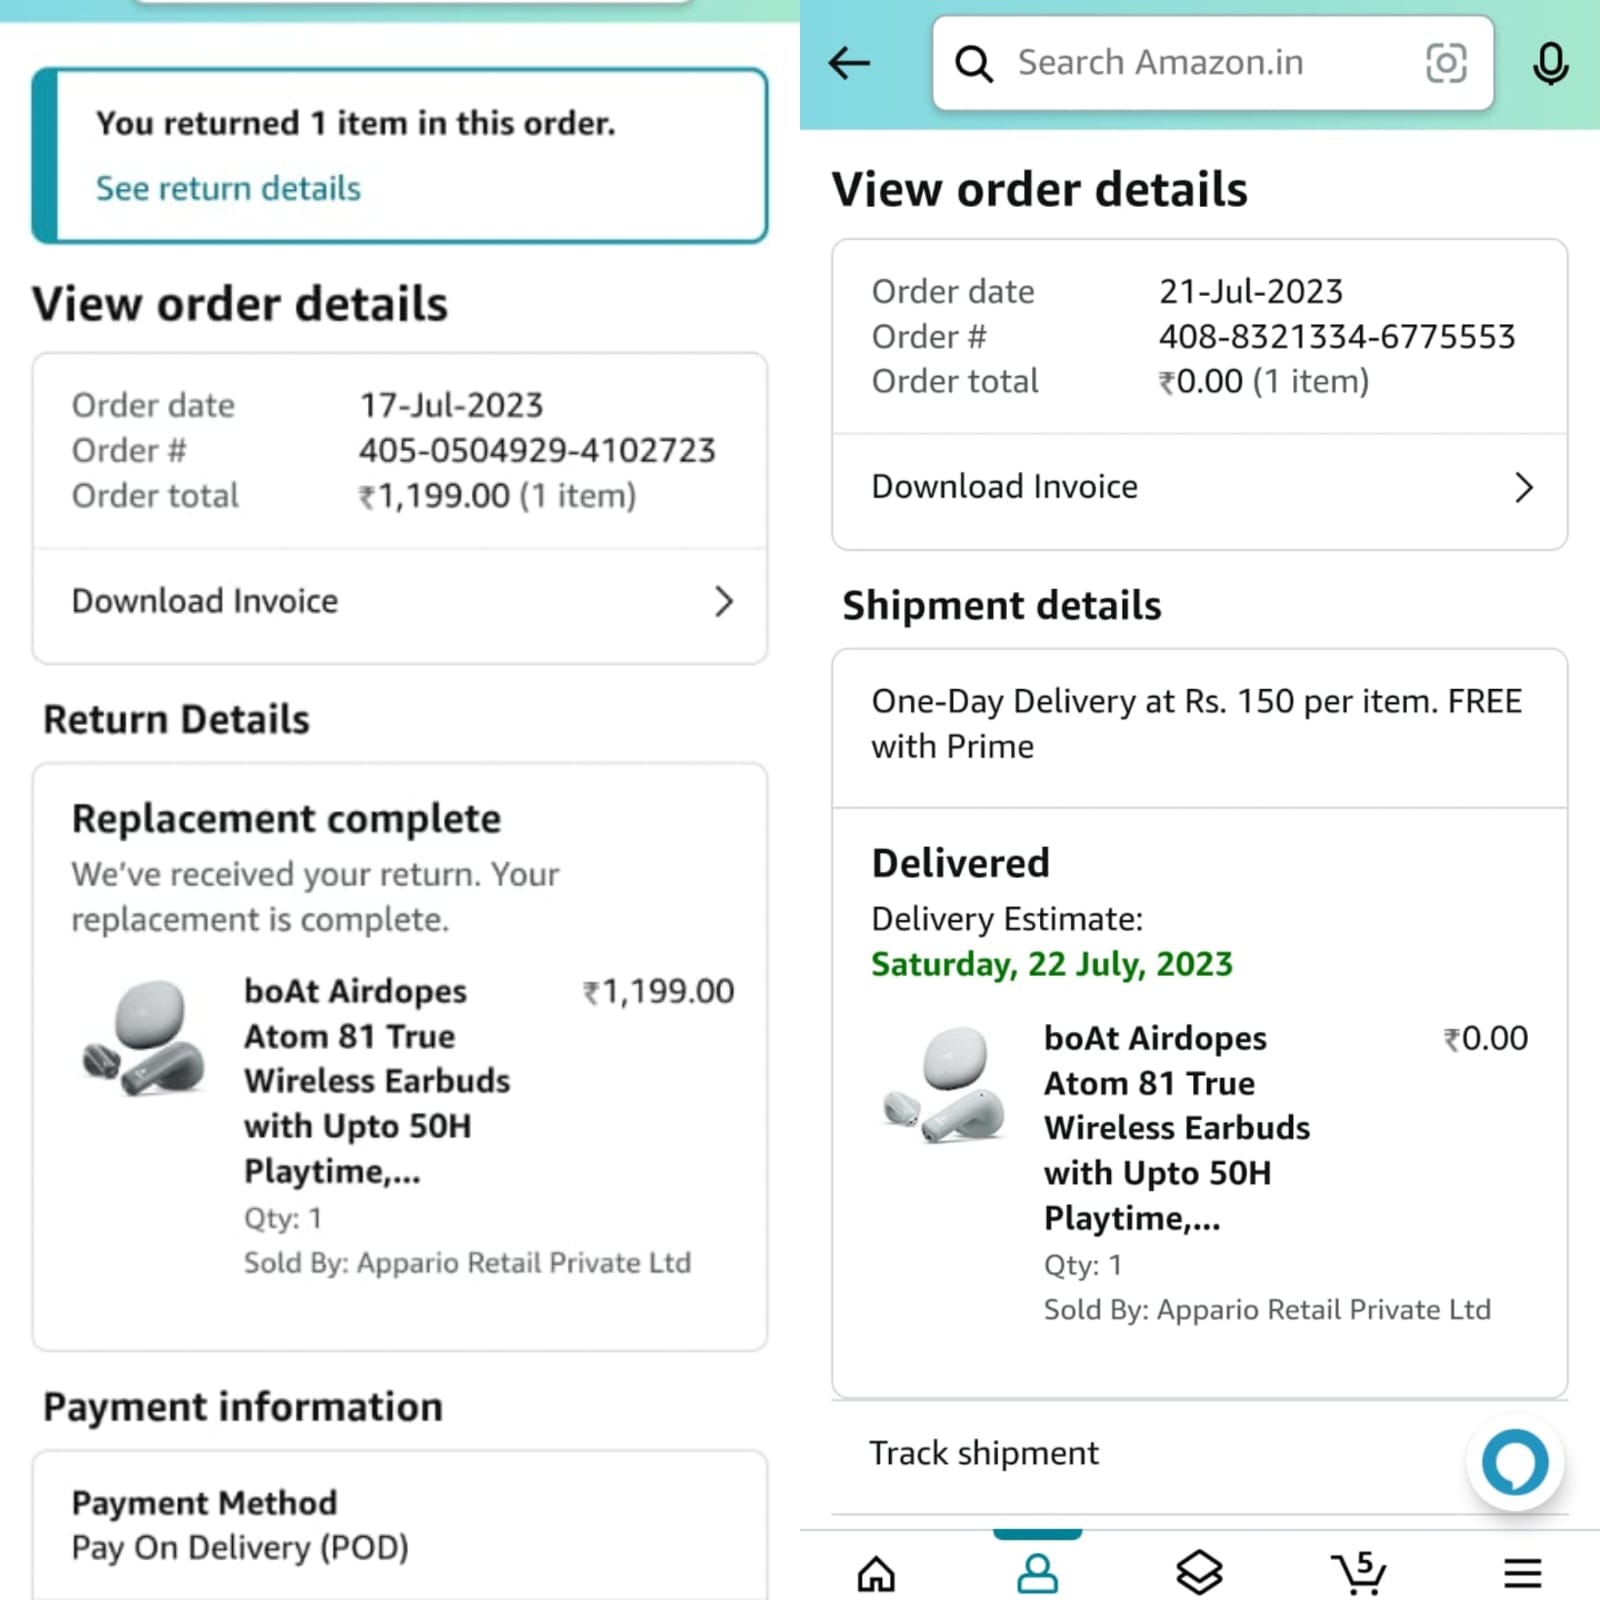 You returned 1 item in this order.
See return details
View order details
Order date 17-Jul-2023
Order # 405-0504929-4102723
Order total ₹1,199.00 (1 item)
Download Invoice
Return Details
Replacement complete
We've received your return. Your
replacement is complete.
boAt Airdopes ₹1,199.00
Atom 81 True
Wireless Earbuds
with Upto 50H
Playtime,...
Qty: 1
Sold By: Appario Retail Private Ltd
Payment information
Payment Method
Pay On Delivery (POD)
Search Amazon.in
View order details
Order date 21-Jul-2023
Order # 408-8321334-6775553
Order total ₹0.00 (1 item)
Download Invoice
Shipment details
One-Day Delivery at Rs. 150 per item. FREE
with Prime
Delivered
Delivery Estimate:
Saturday, 22 July, 2023
boAt Airdopes ₹0.00
Atom 81 True
Wireless Earbuds
with Upto 50H
Playtime,...
Qty: 1
Sold By: Appario Retail Private Ltd
Track shipment
5